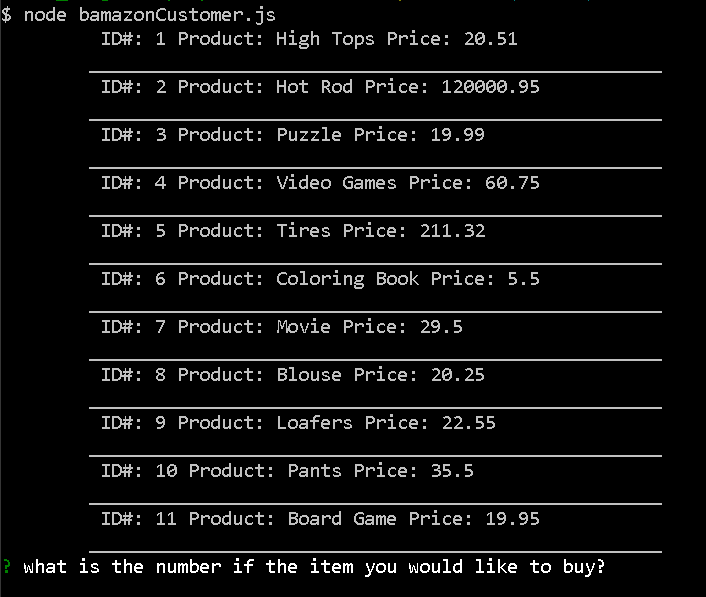 $ node bamazonCustomer.js
ID#: 1 Product: High Tops Price: 20.51
ID#: 2 Product: Hot Rod Price: 120000.95
ID#: 3 Product: Puzzle Price: 19.99
ID#: 4 Product: Video Games Price: 60.75
ID#: 5 Product: Tires Price: 211.32
ID#: 6 Product: Coloring Book Price: 5.5
ID#: 7 Product: Movie Price: 29.5
ID#: 8 Product: Blouse Price: 20.25
ID#: 9 Product: Loafers Price: 22.55
ID#: 10 Product: Pants Price: 35.5
ID#: 11 Product: Board Game Price: 19.95
? what is the number if the item you would like to buy?